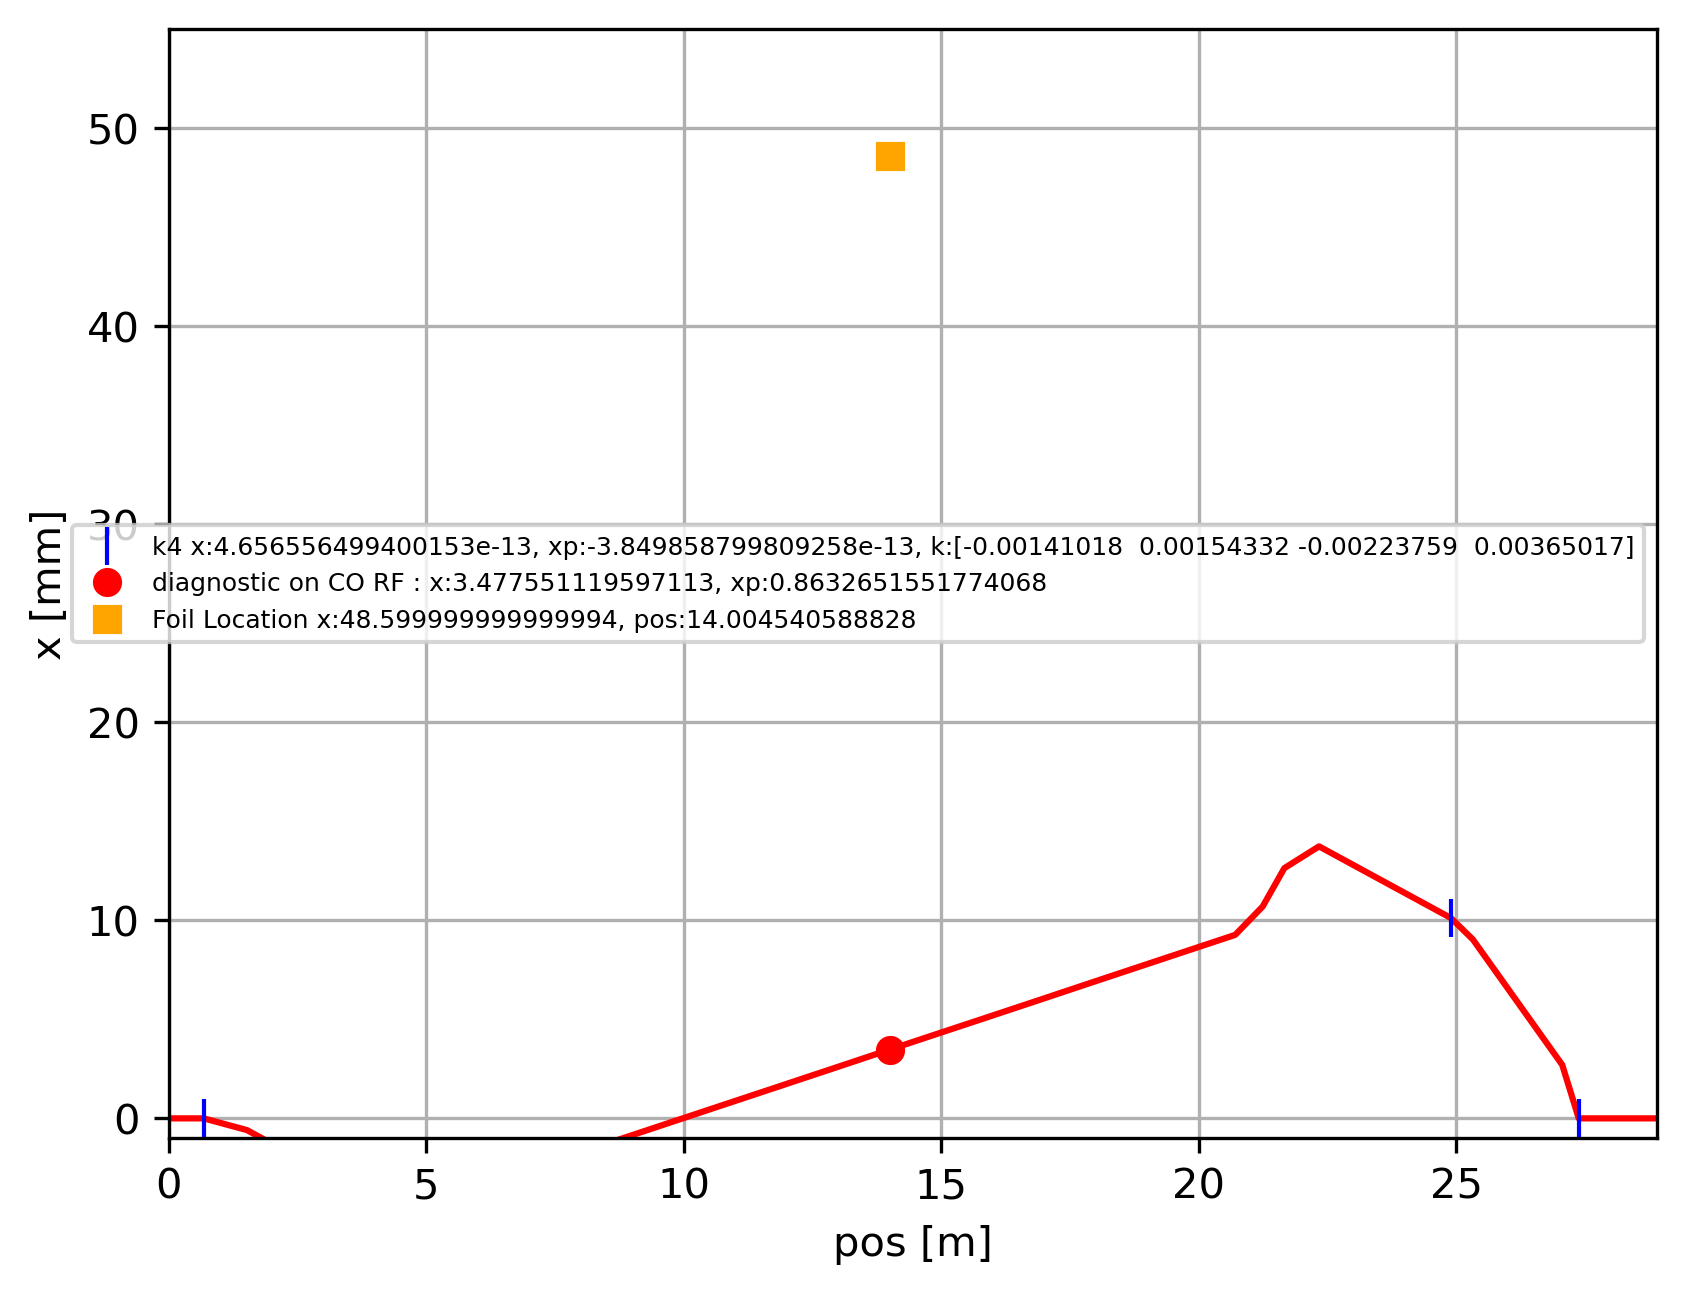 50
40
30
k4 x:4.656556499400153e-13, xp:-3.849858799809258e-13, k:[-0.00141018  0.00154332 -0.00223759  0.00365017]
diagnostic on CO RF : x:3.477551119597113, xp:0.8632651551774068
Foil Location x:48.599999999999994, pos:14.004540588828
x [mm]
20
10
0
0 5 10 15 20 25
pos [m]